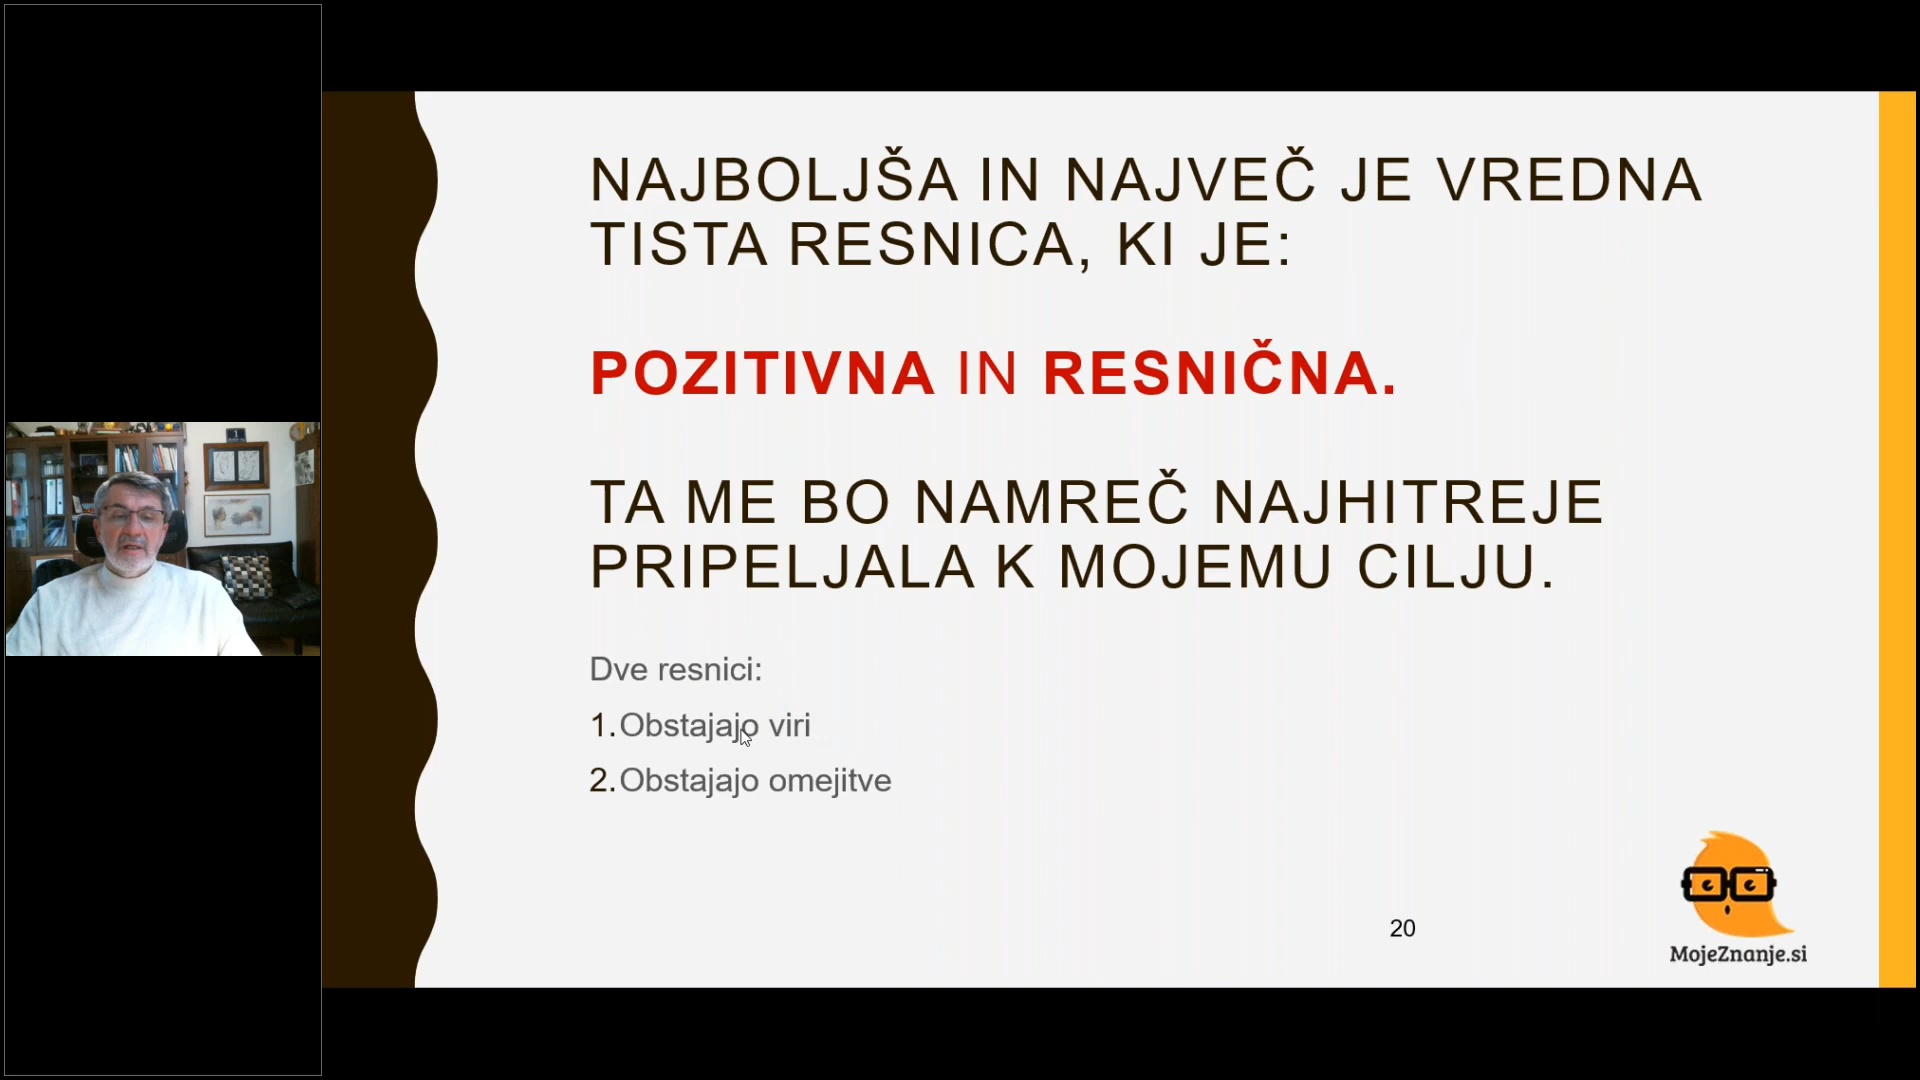 NAJBOLJŠA IN NAJVEČ JE VREDNA
TISTA RESNICA, KI JE:
POZITIVNA IN RESNIČNA.
TA ME BO NAMREČ NAJHITREJE
PRIPELJALA K MOJEMU CILJU.
Dve resnici:
1. Obstajajo viri
2. Obstajajo omejitve
20
MojeZnanje.si